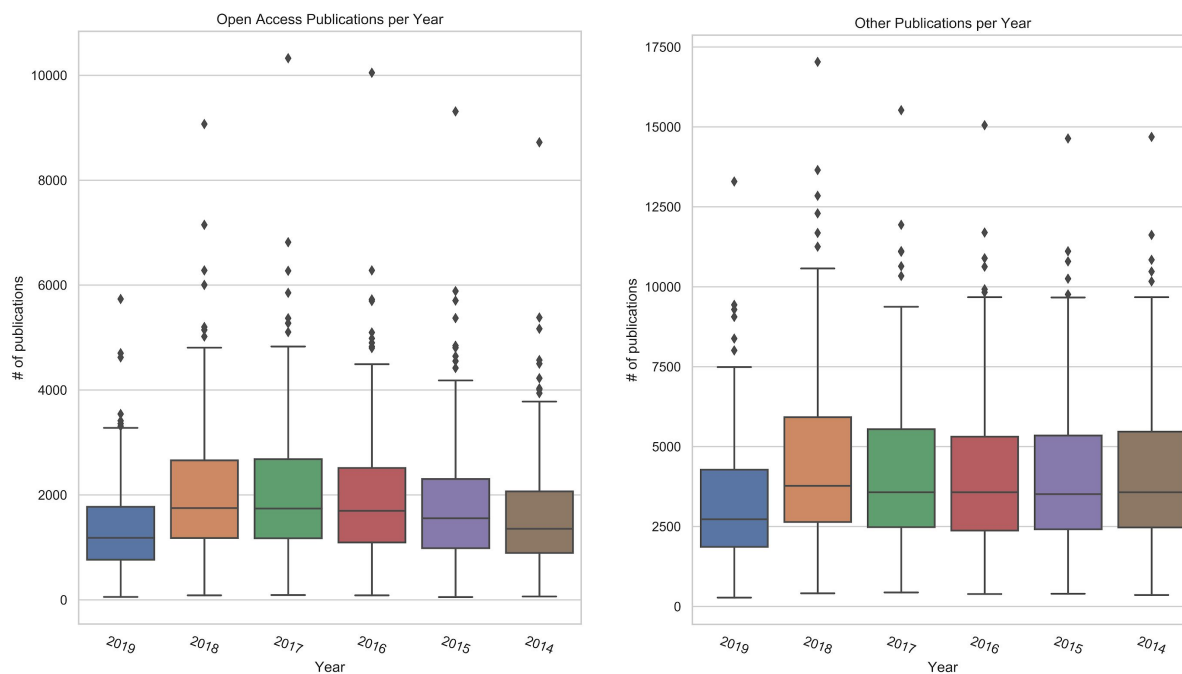 Open Access Publications per Year
10000
8000
6000
4000
2000
0
# of publications
2019 2018 2017 2016 2015 2014
Year
Other Publications per Year
17500
15000
12500
10000
7500
5000
2500
0
# of publications
2019 2018 2017 2016 2015 2014
Year